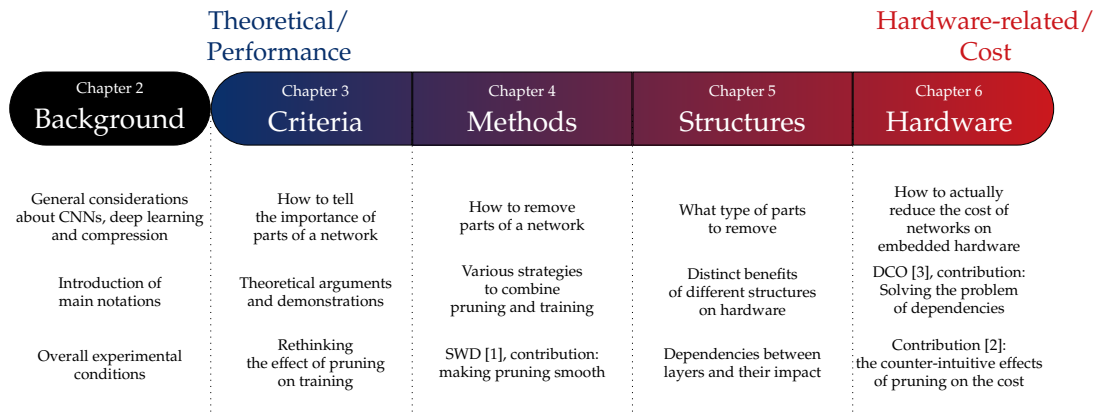 Theoretical/
Performance
Hardware-related/
Cost
Chapter 2
Background
Chapter 3
Criteria
Chapter 4
Methods
Chapter 5
Structures
Chapter 6
Hardware
General considerations
about CNNs, deep learning
and compression
Introduction of
main notations
Overall experimental
conditions
How to tell
the importance of
parts of a network
Theoretical arguments
and demonstrations
Rethinking
the effect of pruning
on training
How to remove
parts of a network
Various strategies
to combine
pruning and training
SWD [1], contribution:
making pruning smooth
What type of parts
to remove
Distinct benefits
of different structures
on hardware
Dependencies between
layers and their impact
How to actually
reduce the cost of
networks on
embedded hardware
DCO [3], contribution:
Solving the problem
of dependencies
Contribution [2]:
the counter-intuitive effects
of pruning on the cost